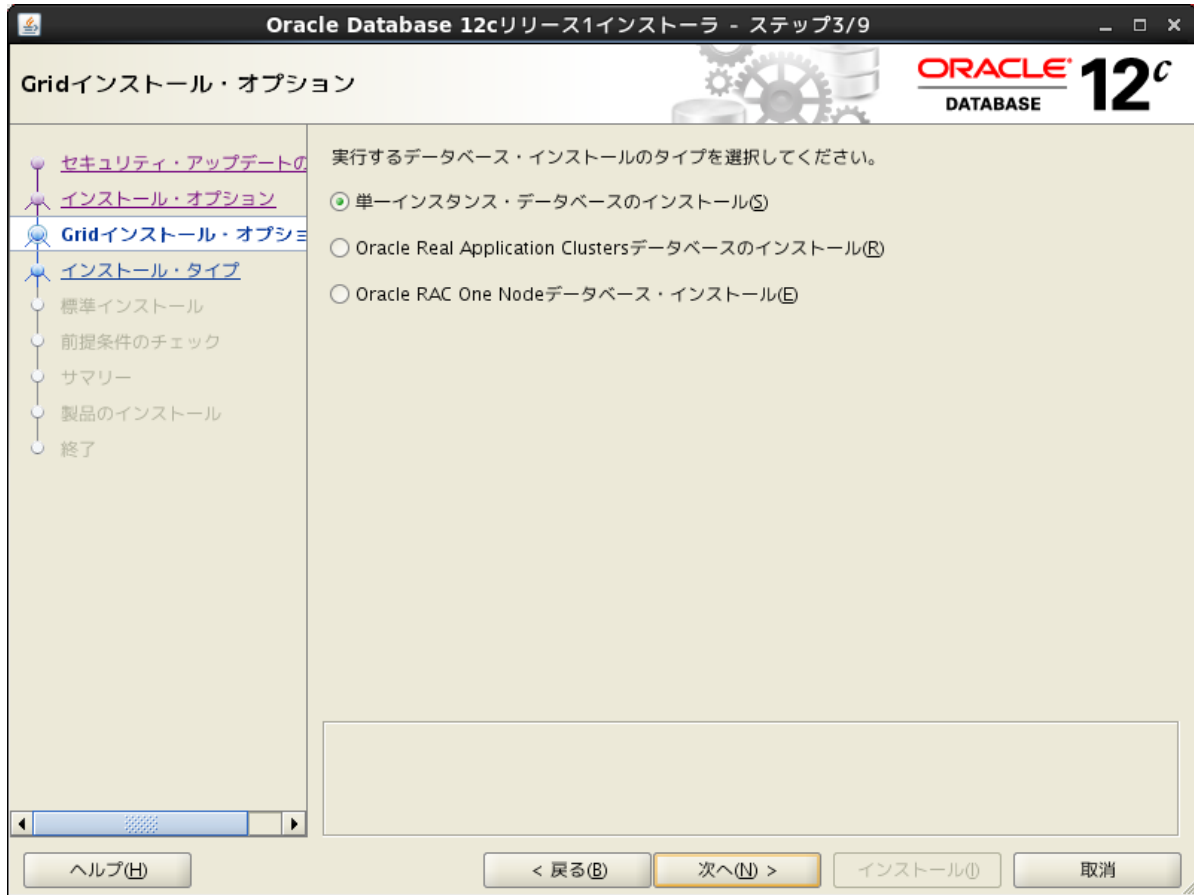 Oracle Database 12cリリース1インストーラ - ステップ3/9
Gridインストール・オプション
ORACLE DATABASE 12c
セキュリティ・アップデートの
インストール・オプション
Gridインストール・オプショ
インストール・タイプ
標準インストール
前提条件のチェック
サマリー
製品のインストール
終了
実行するデータベース・インストールのタイプを選択してください。
単一インスタンス・データベースのインストール(S)
Oracle Real Application Clustersデータベースのインストール(R)
Oracle RAC One Nodeデータベース・インストール(E)
ヘルプ(H)
< 戻る(B)
次へ(N) >
インストール(I)
取消